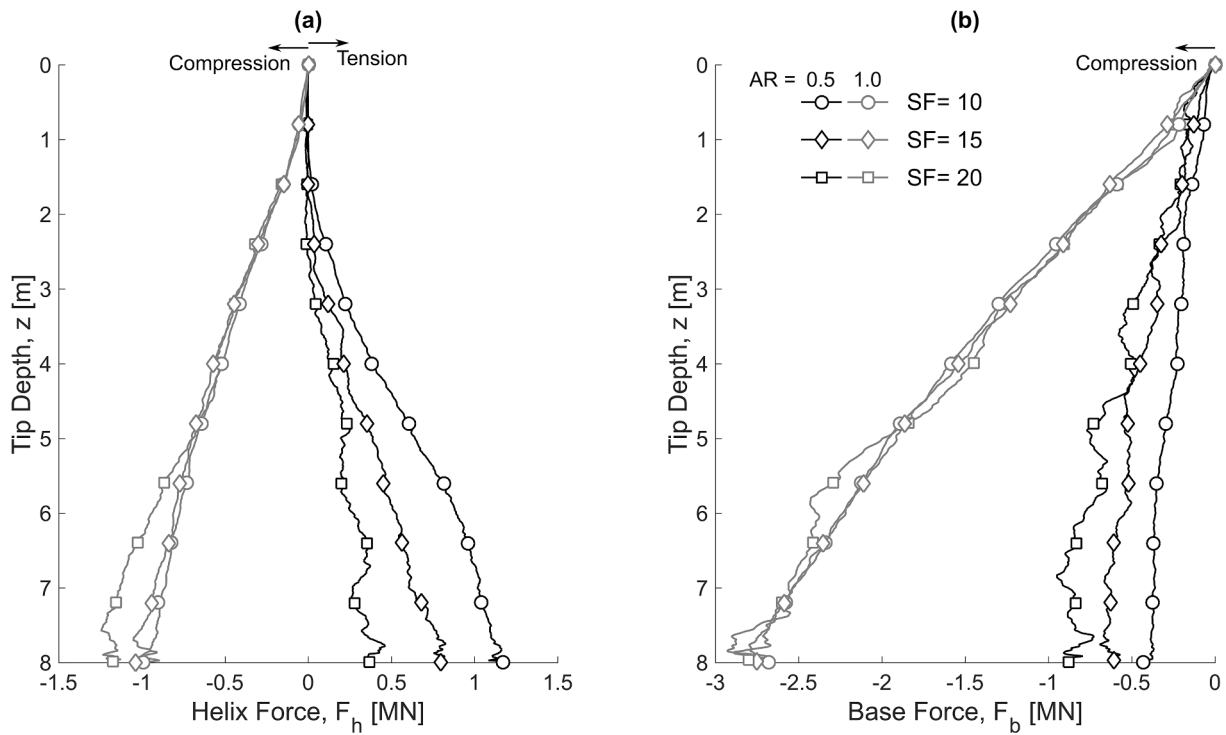 (a)
Compression
Tension
0
1
2
3
4
5
6
7
8
Tip Depth, z [m]
-1.5 -1 -0.5 0 0.5 1 1.5
Helix Force, F_h [MN]
(b)
Compression
AR = 0.5 1.0
SF= 10
SF= 15
SF= 20
0
1
2
3
4
5
6
7
8
Tip Depth, z [m]
-3 -2.5 -2 -1.5 -1 -0.5 0
Base Force, F_b [MN]